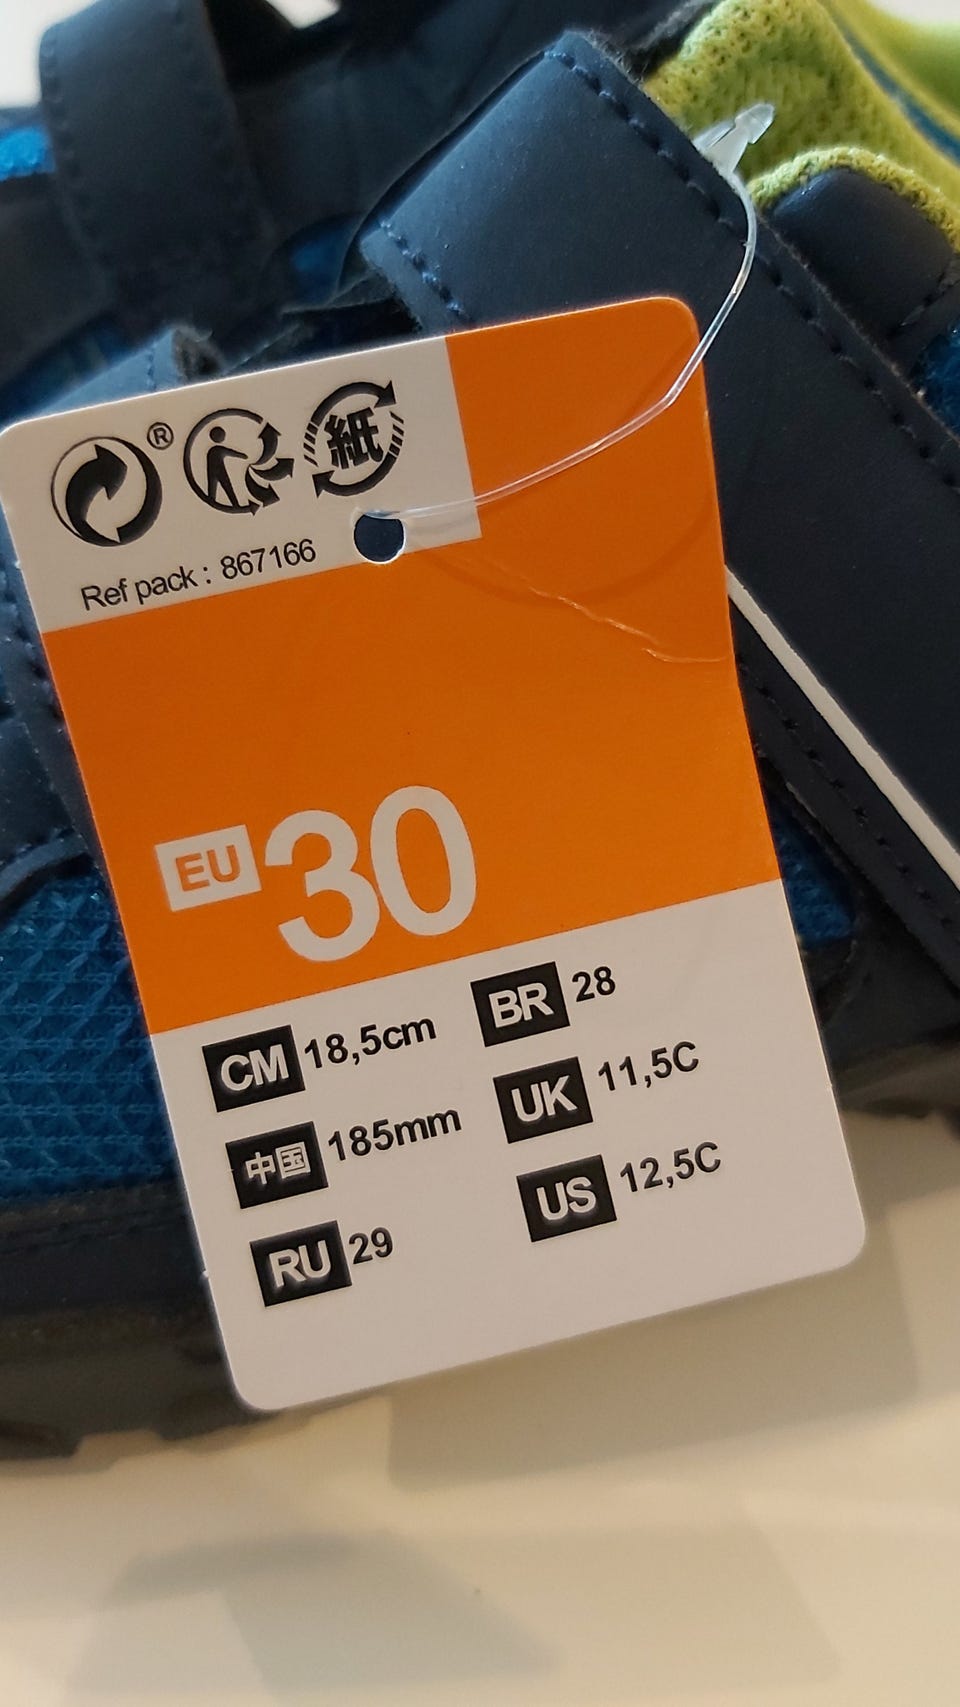 ®
紙
Ref pack : 867166
EU 30
CM 18,5cm
BR 28
中国 185mm
UK 11,5C
RU 29
US 12,5C